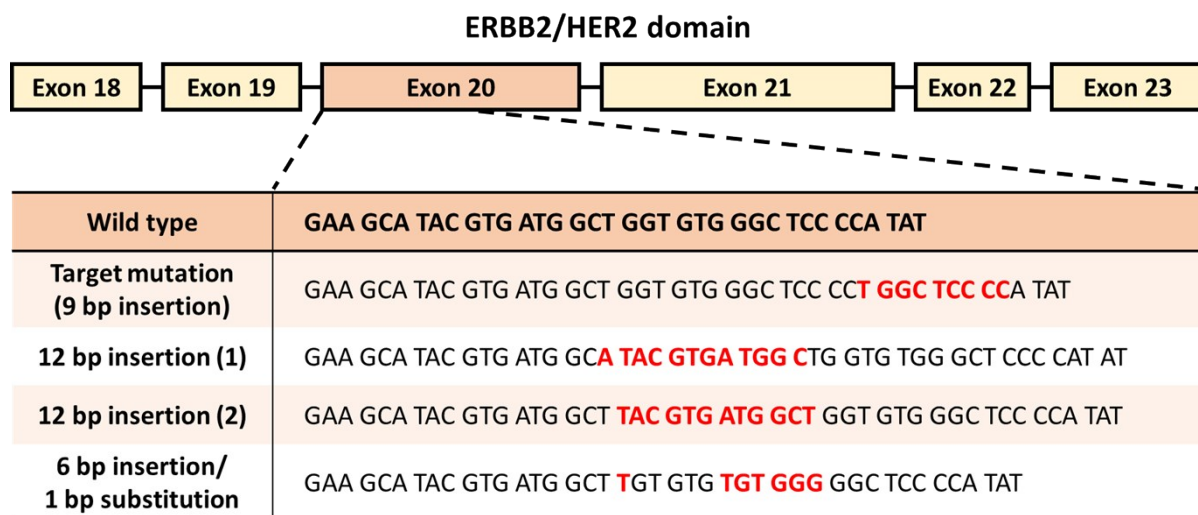 ERBB2/HER2 domain
Exon 18 Exon 19 Exon 20 Exon 21 Exon 22 Exon 23
Wild type GAA GCA TAC GTG ATG GCT GGT GTG GGC TCC CCA TAT
Target mutation
(9 bp insertion) GAA GCA TAC GTG ATG GCT GGT GTG GGC TCC CCT GGC TCC CCA TAT
12 bp insertion (1) GAA GCA TAC GTG ATG GCA TAC GTGA TGG CTG GTG TGG GCT CCC CAT AT
12 bp insertion (2) GAA GCA TAC GTG ATG GCT TAC GTG ATG GCT GGT GTG GGC TCC CCA TAT
6 bp insertion/
1 bp substitution GAA GCA TAC GTG ATG GCT TGT GTG TGT GGG GGC TCC CCA TAT